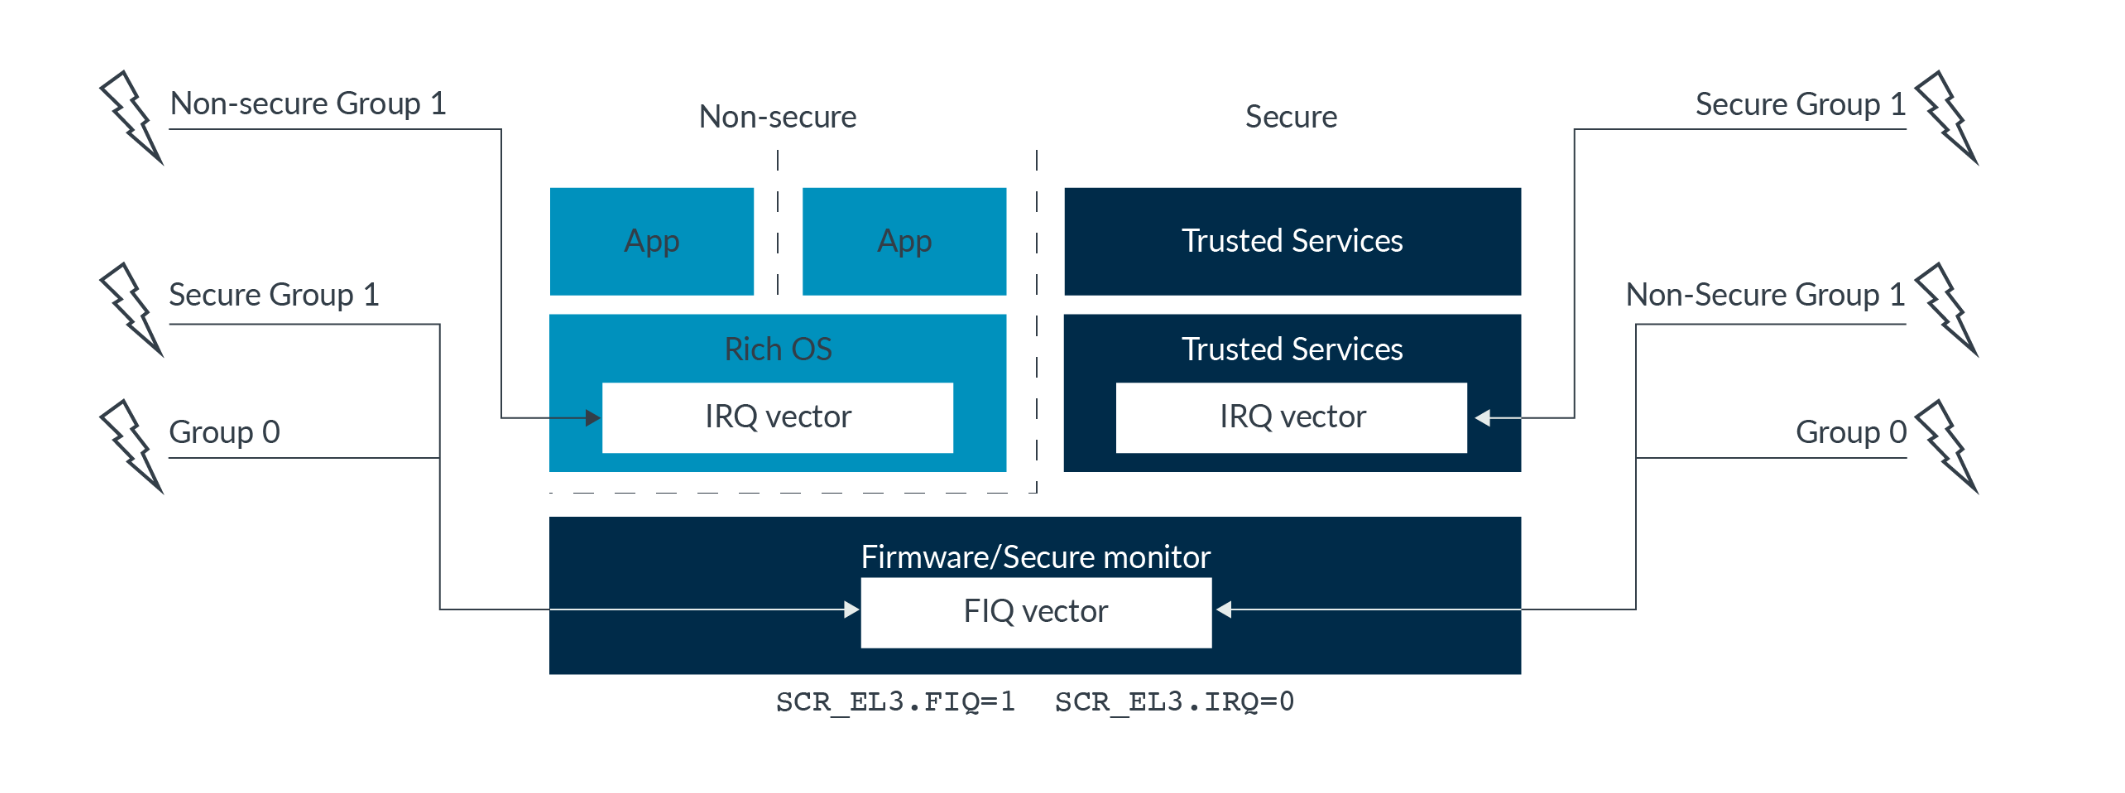 Non-secure Group 1
Secure Group 1
Group 0
Non-secure
Secure
App
App
Trusted Services
Rich OS
IRQ vector
Trusted Services
IRQ vector
Firmware/Secure monitor
FIQ vector
SCR_EL3.FIQ=1 SCR_EL3.IRQ=0
Secure Group 1
Non-Secure Group 1
Group 0